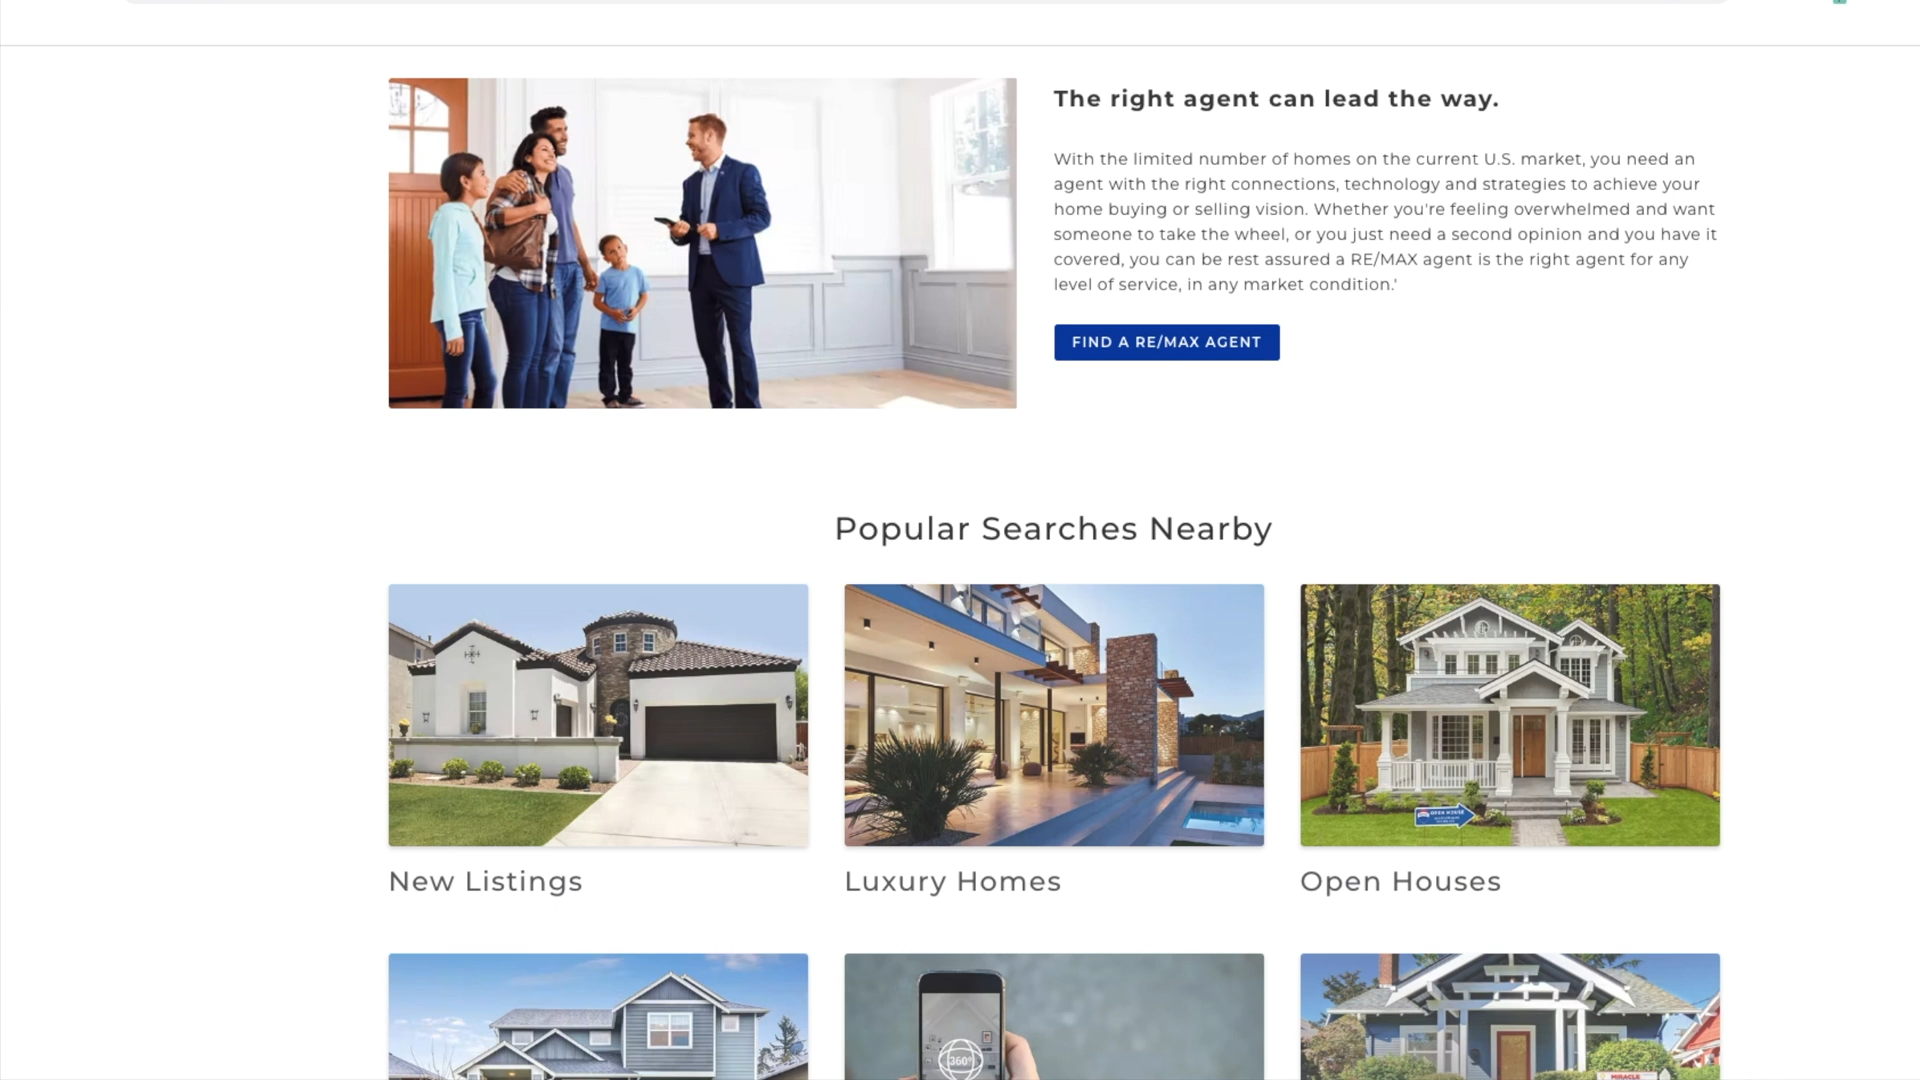 The right agent can lead the way.
With the limited number of homes on the current U.S. market, you need an
agent with the right connections, technology and strategies to achieve your
home buying or selling vision. Whether you're feeling overwhelmed and want
someone to take the wheel, or you just need a second opinion and you have it
covered, you can be rest assured a RE/MAX agent is the right agent for any
level of service, in any market condition.'
FIND A RE/MAX AGENT
Popular Searches Nearby
New Listings
Luxury Homes
Open Houses
OPEN HOUSE
360°
MIRACLE